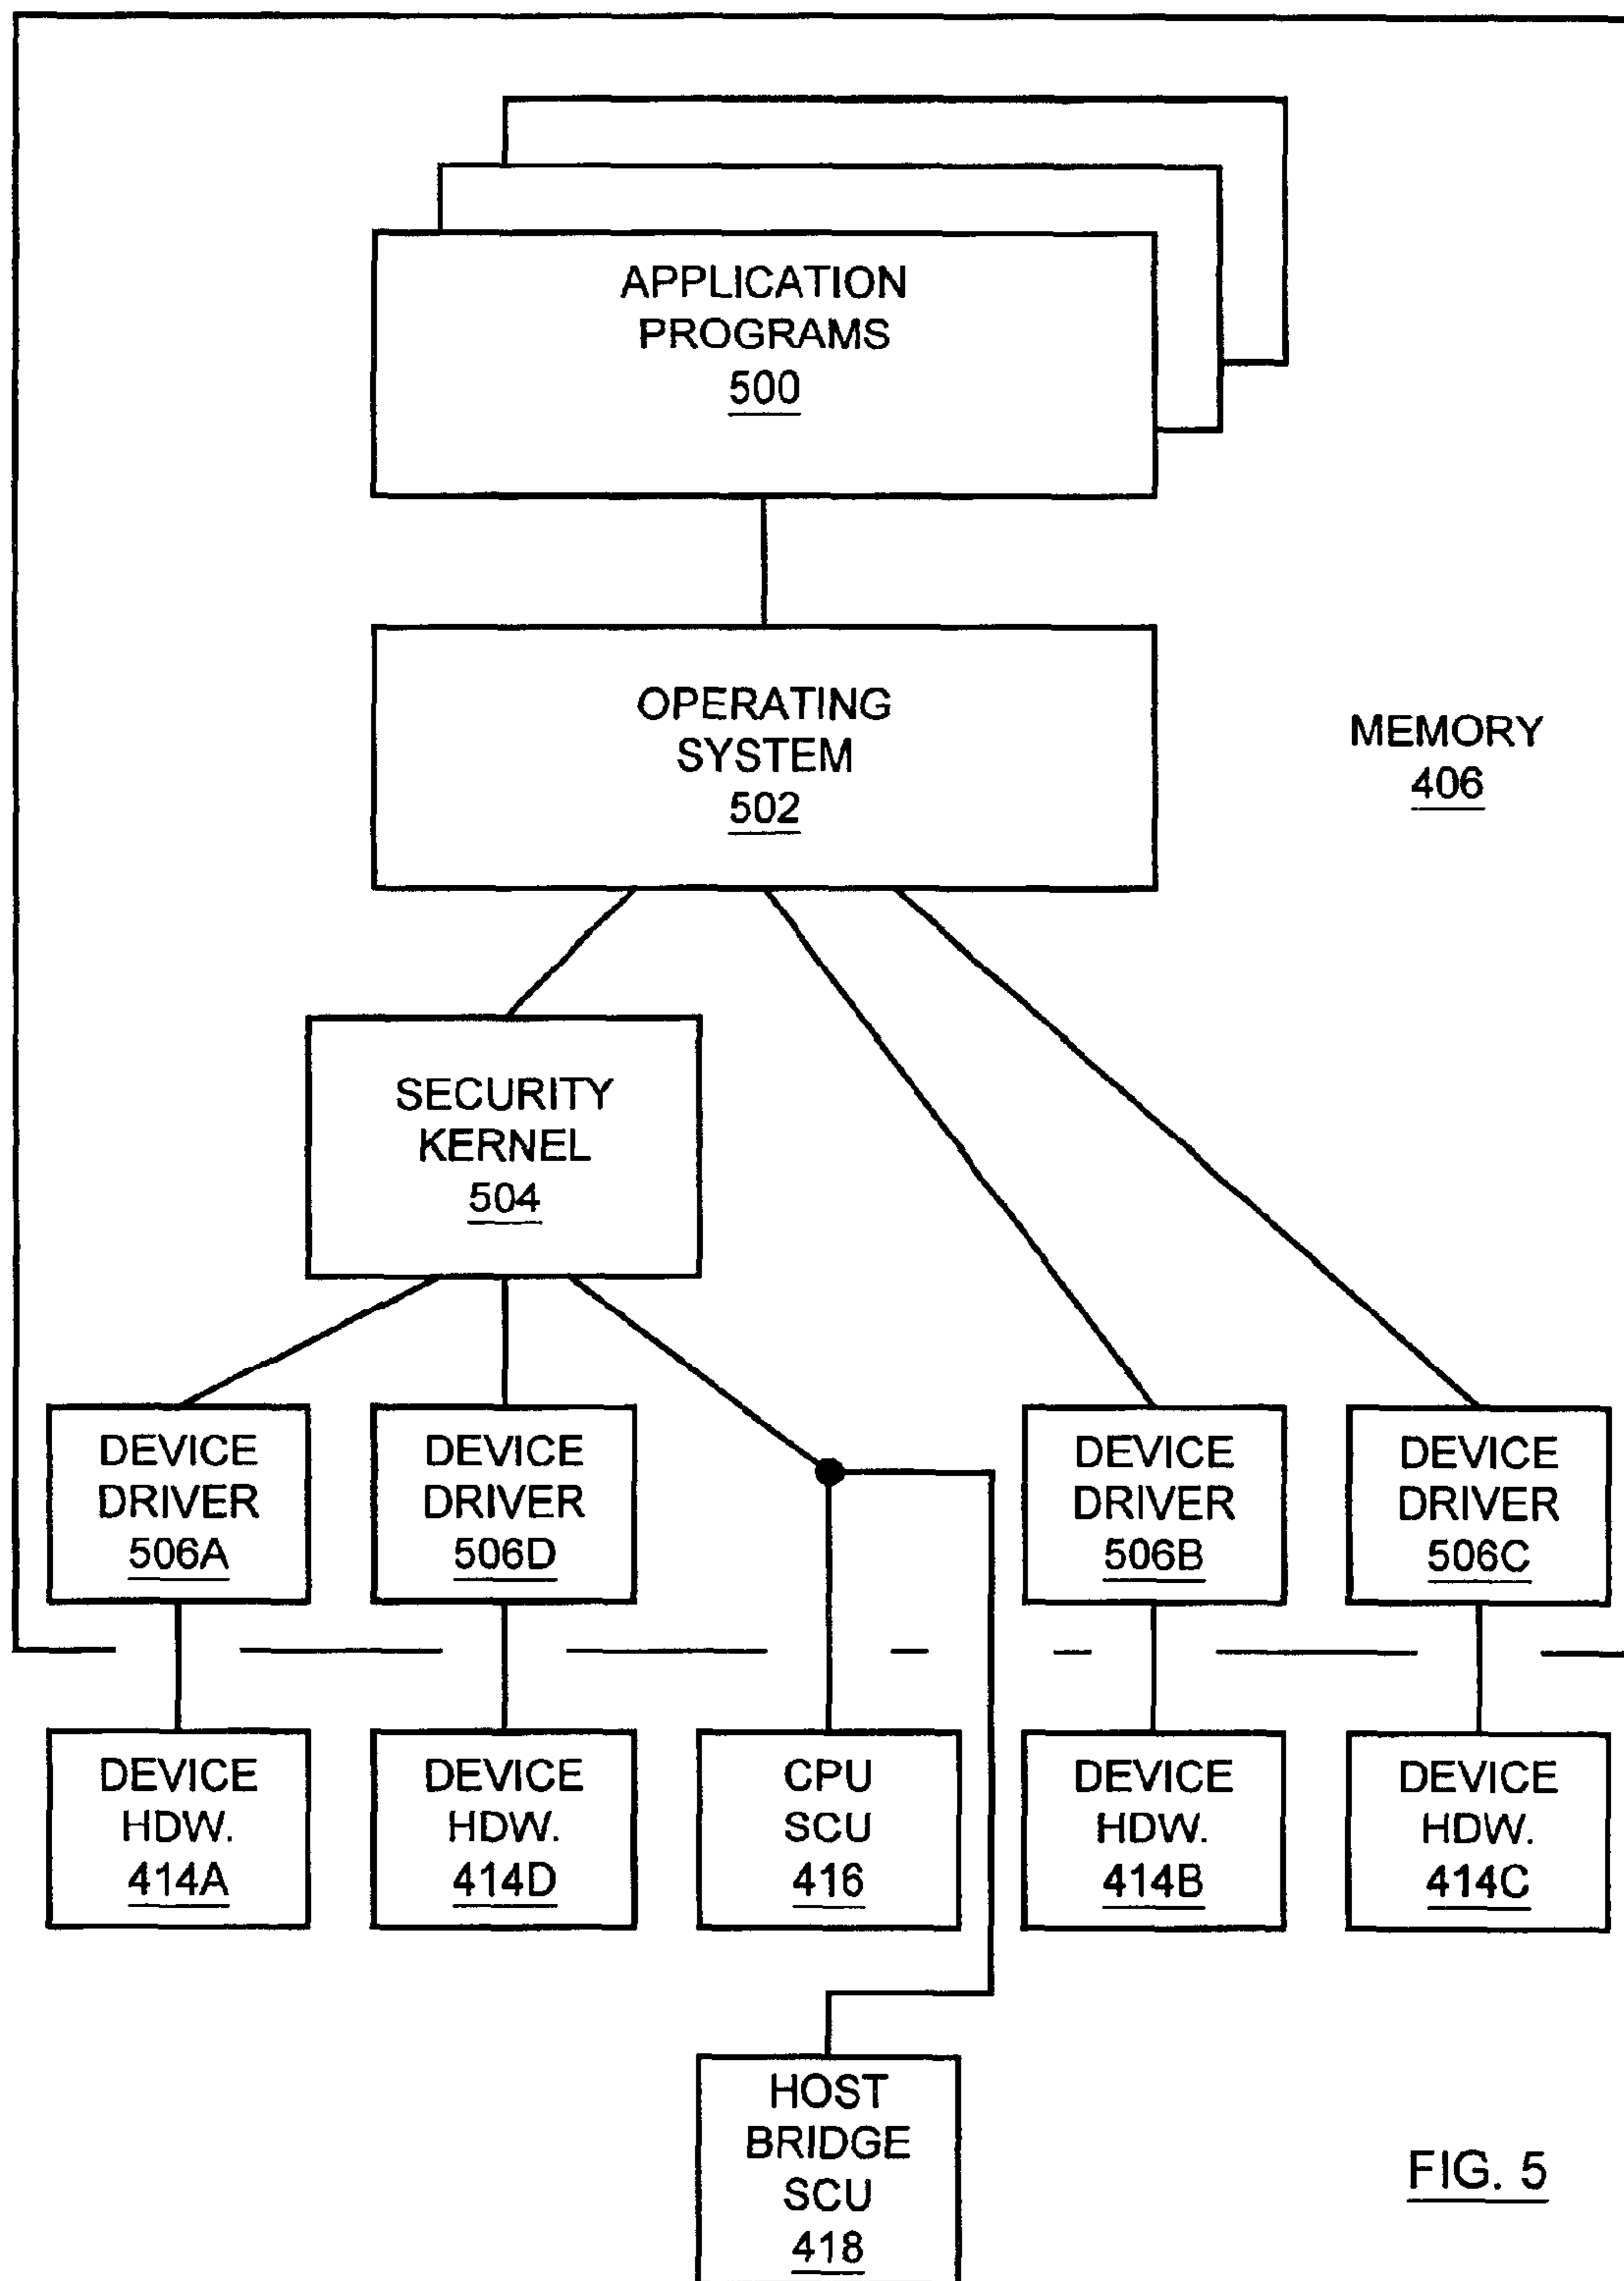 APPLICATION
PROGRAMS
500
OPERATING
SYSTEM
502
MEMORY
406
SECURITY
KERNEL
504
DEVICE
DRIVER
506A
DEVICE
DRIVER
506D
DEVICE
DRIVER
506B
DEVICE
DRIVER
506C
DEVICE
HDW.
414A
DEVICE
HDW.
414D
CPU
SCU
416
DEVICE
HDW.
414B
DEVICE
HDW.
414C
HOST
BRIDGE
SCU
418
FIG. 5